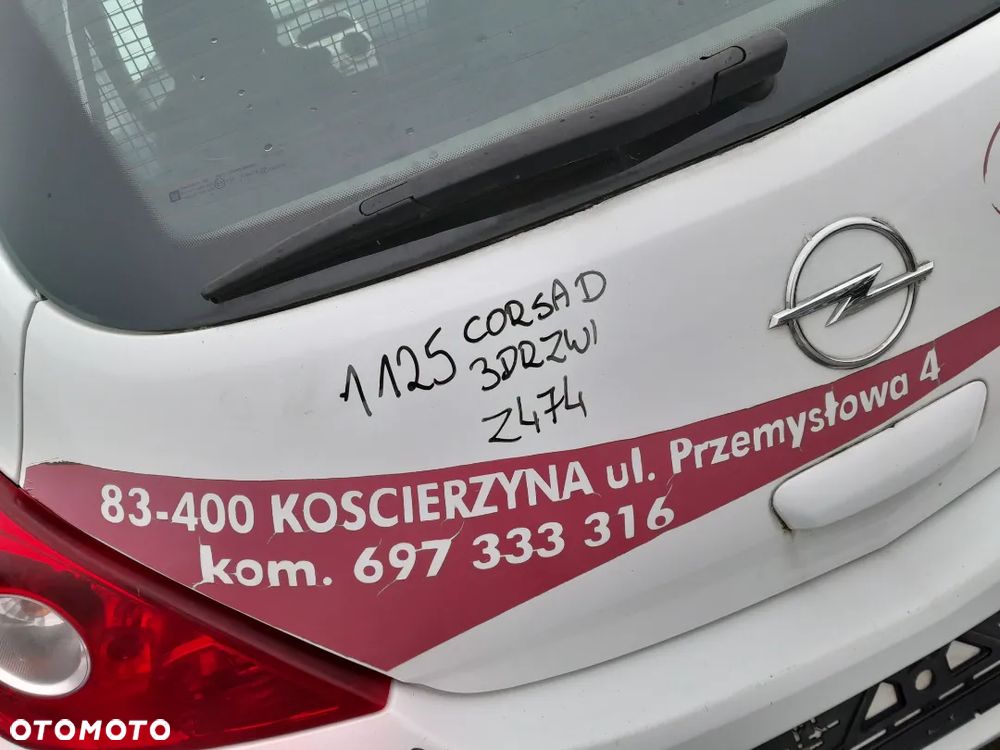 1125 CORSA D
3DRZWI
Z474
83-400 KOSCIERZYNA ul. Przemysłowa 4
kom. 697 333 316
OTOMOTO